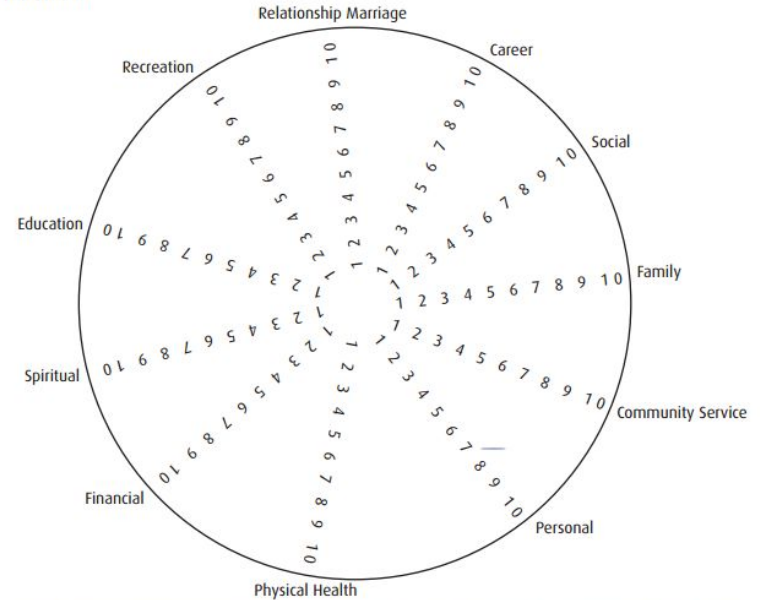 Relationship Marriage
1 2 3 4 5 6 7 8 9 10
Career
1 2 3 4 5 6 7 8 9 10
Social
1 2 3 4 5 6 7 8 9 10
Family
1 2 3 4 5 6 7 8 9 10
Community Service
1 2 3 4 5 6 7 8 9 10
Personal
1 2 3 4 5 6 7 8 9 10
Physical Health
1 2 3 4 5 6 7 8 9 10
Financial
1 2 3 4 5 6 7 8 9 10
Spiritual
1 2 3 4 5 6 7 8 9 10
Education
1 2 3 4 5 6 7 8 9 10
Recreation
1 2 3 4 5 6 7 8 9 10